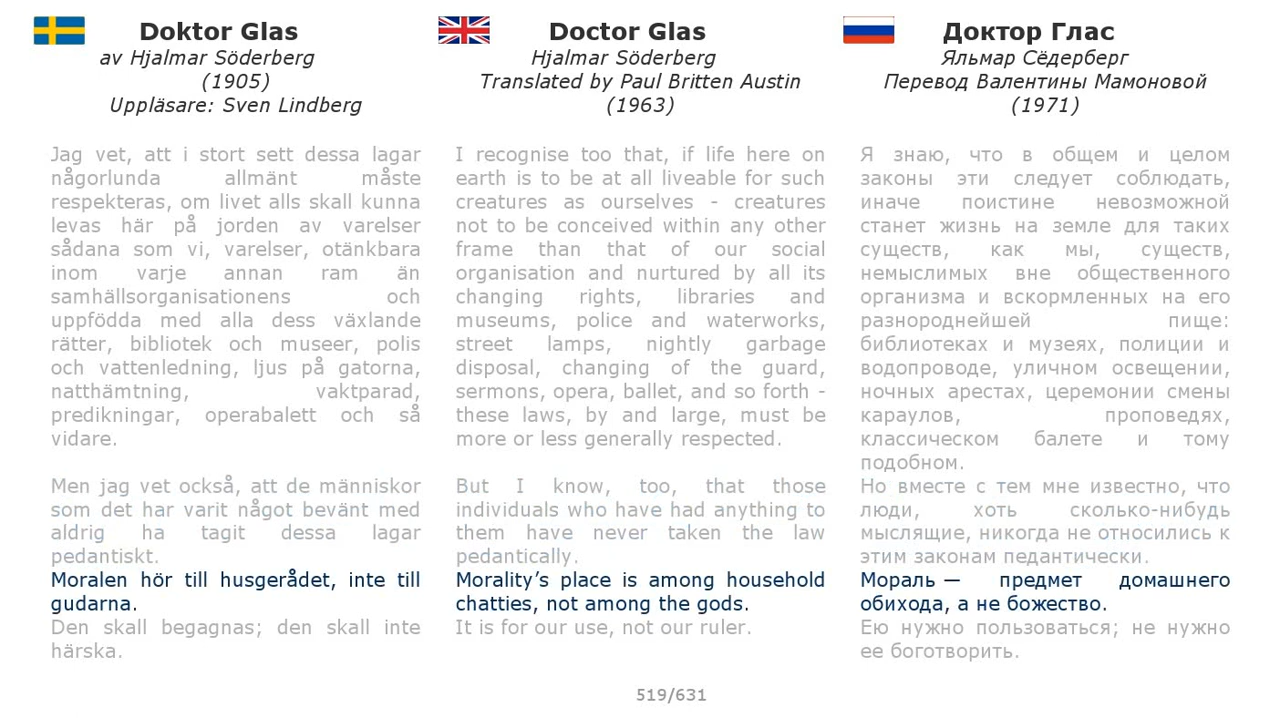 Doktor Glas
av Hjalmar Söderberg
(1905)
Uppläsare: Sven Lindberg
Jag vet, att i stort sett dessa lagar
någorlunda allmänt måste
respekteras, om livet alls skall kunna
levas här på jorden av varelser
sådana som vi, varelser, otänkbara
inom varje annan ram än
samhällsorganisationens och
uppfödda med alla dess växlande
rätter, bibliotek och museer, polis
och vattenledning, ljus på gatorna,
natthämtning, vaktparad,
predikningar, operabalett och så
vidare.
Men jag vet också, att de människor
som det har varit något bevänt med
aldrig ha tagit dessa lagar
pedantiskt.
Moralen hör till husgerådet, inte till
gudarna.
Den skall begagnas; den skall inte
härska.
Doctor Glas
Hjalmar Söderberg
Translated by Paul Britten Austin
(1963)
I recognise too that, if life here on
earth is to be at all liveable for such
creatures as ourselves - creatures
not to be conceived within any other
frame than that of our social
organisation and nurtured by all its
changing rights, libraries and
museums, police and waterworks,
street lamps, nightly garbage
disposal, changing of the guard,
sermons, opera, ballet, and so forth -
these laws, by and large, must be
more or less generally respected.
But I know, too, that those
individuals who have had anything to
them have never taken the law
pedantically.
Morality’s place is among household
chatties, not among the gods.
It is for our use, not our ruler.
Доктор Глас
Яльмар Сёдерберг
Перевод Валентины Мамоновой
(1971)
Я знаю, что в общем и целом
законы эти следует соблюдать,
иначе поистине невозможной
станет жизнь на земле для таких
существ, как мы, существ,
немыслимых вне общественного
организма и вскормленных на его
разнороднейшей пище:
библиотеках и музеях, полиции и
водопроводе, уличном освещении,
ночных арестах, церемонии смены
караулов, проповедях,
классическом балете и тому
подобном.
Но вместе с тем мне известно, что
люди, хоть сколько-нибудь
мыслящие, никогда не относились к
этим законам педантически.
Мораль — предмет домашнего
обихода, а не божество.
Ею нужно пользоваться; не нужно
ее боготворить.
519/631